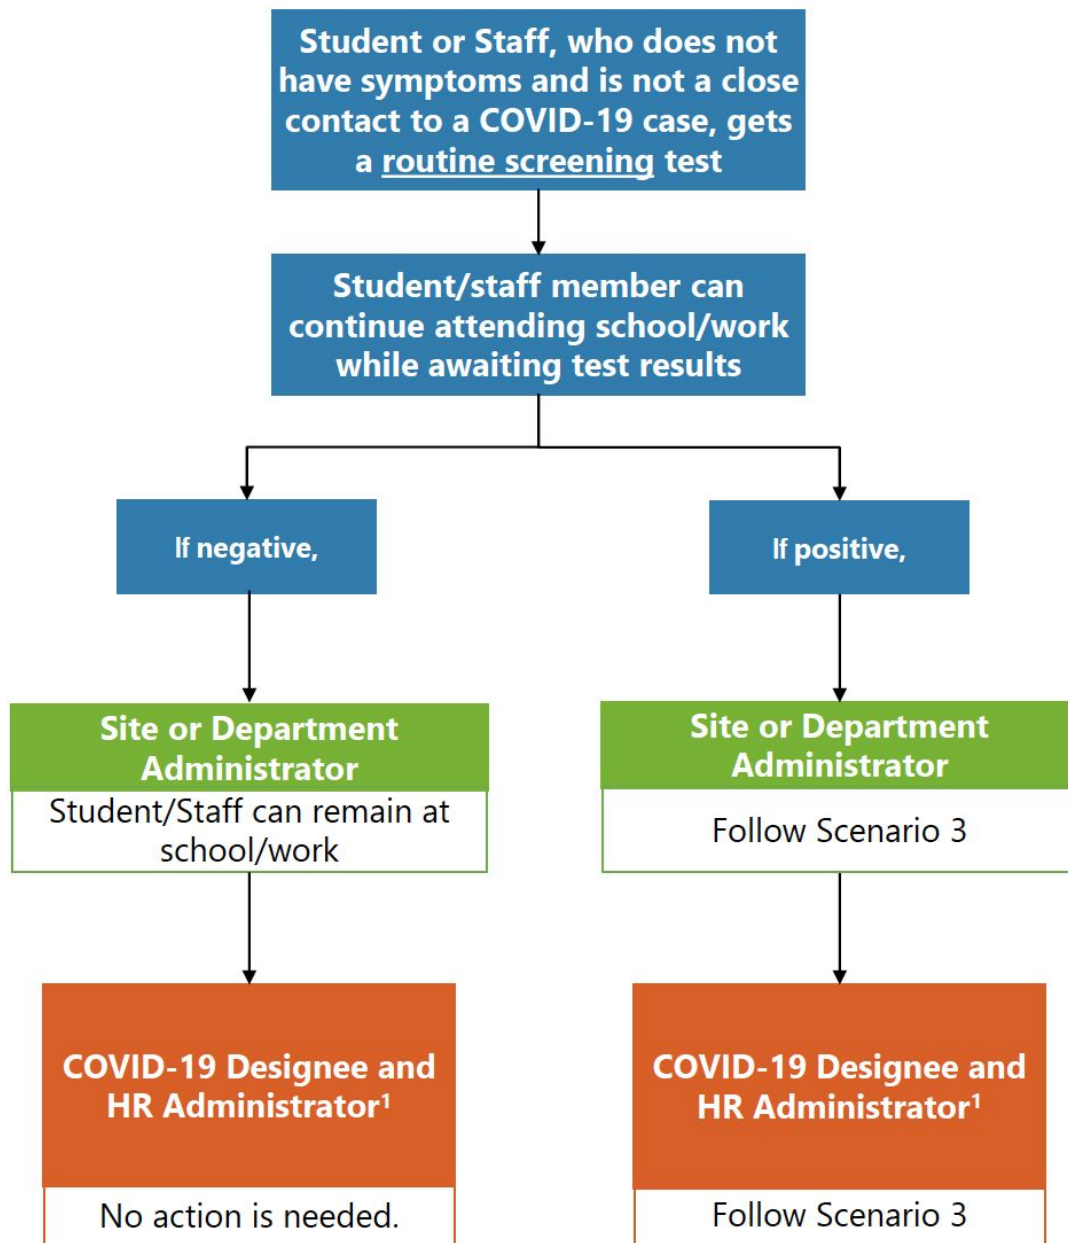 Student or Staff, who does not
have symptoms and is not a close
contact to a COVID-19 case, gets
a routine screening test
Student/staff member can
continue attending school/work
while awaiting test results
If negative,
If positive,
Site or Department
Administrator
Student/Staff can remain at
school/work
Site or Department
Administrator
Follow Scenario 3
COVID-19 Designee and
HR Administrator¹
No action is needed.
COVID-19 Designee and
HR Administrator¹
Follow Scenario 3